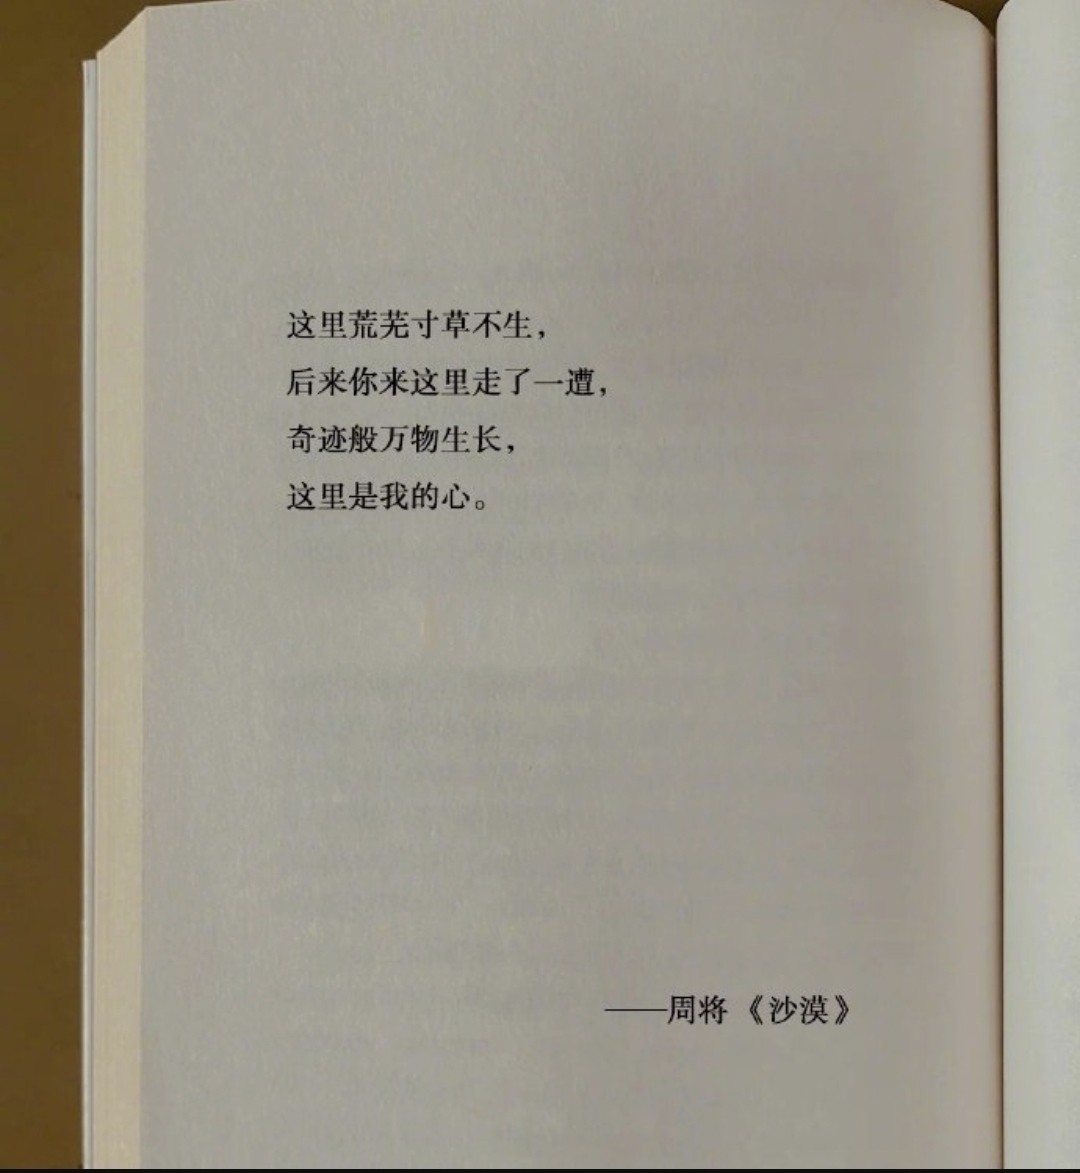 这里荒芜寸草不生，
后来你来这里走了一遭，
奇迹般万物生长，
这里是我的心。
——周将《沙漠》